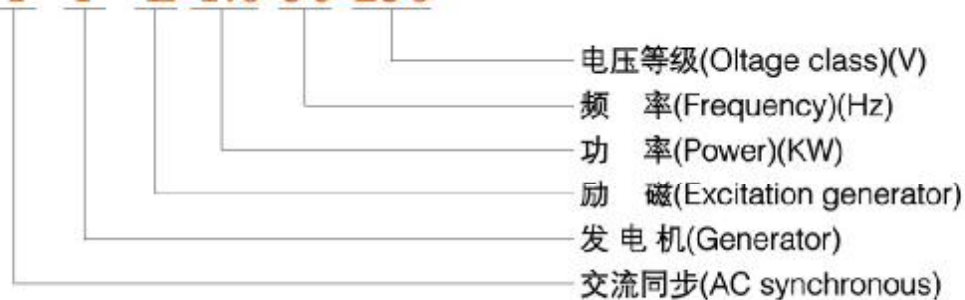 电压等级(Oltage class)(V)
频 率(Frequency)(Hz)
功 率(Power)(KW)
励 磁(Excitation generator)
发 电 机(Generator)
交流同步(AC synchronous)